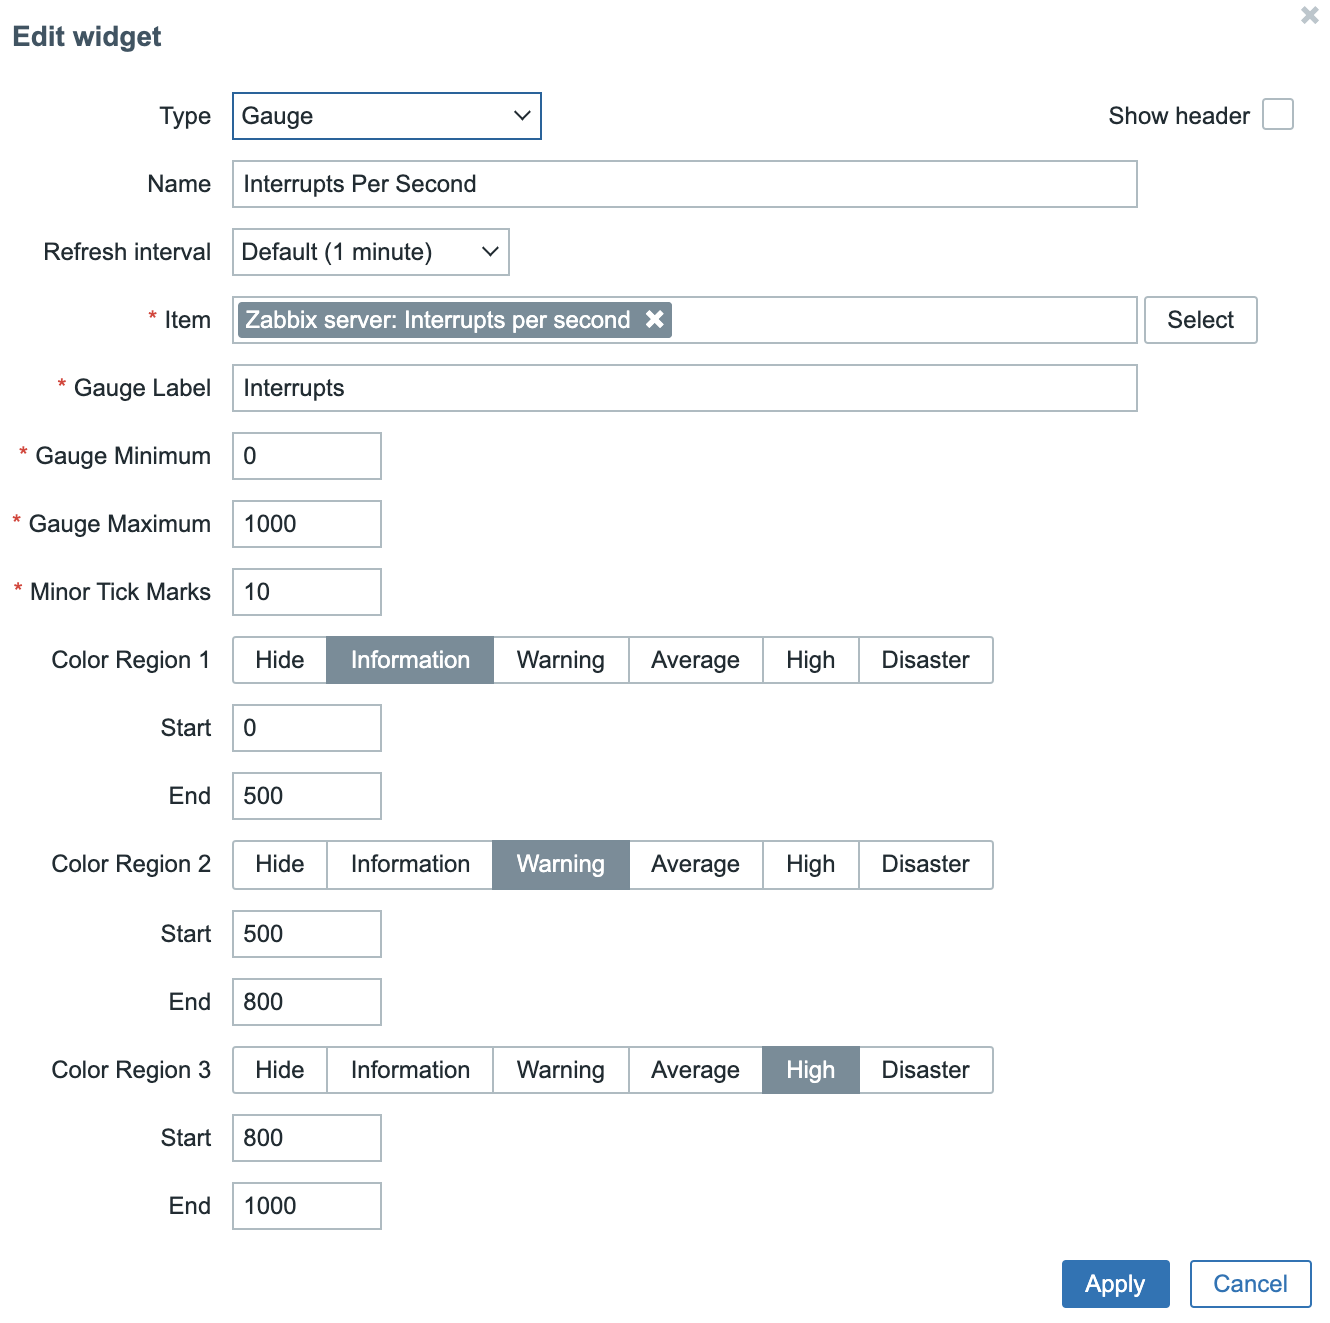 Edit widget
Type Gauge Show header
Name Interrupts Per Second
Refresh interval Default (1 minute)
* Item Zabbix server: Interrupts per second Select
* Gauge Label Interrupts
* Gauge Minimum 0
* Gauge Maximum 1000
* Minor Tick Marks 10
Color Region 1 Hide Information Warning Average High Disaster
Start 0
End 500
Color Region 2 Hide Information Warning Average High Disaster
Start 500
End 800
Color Region 3 Hide Information Warning Average High Disaster
Start 800
End 1000
Apply Cancel